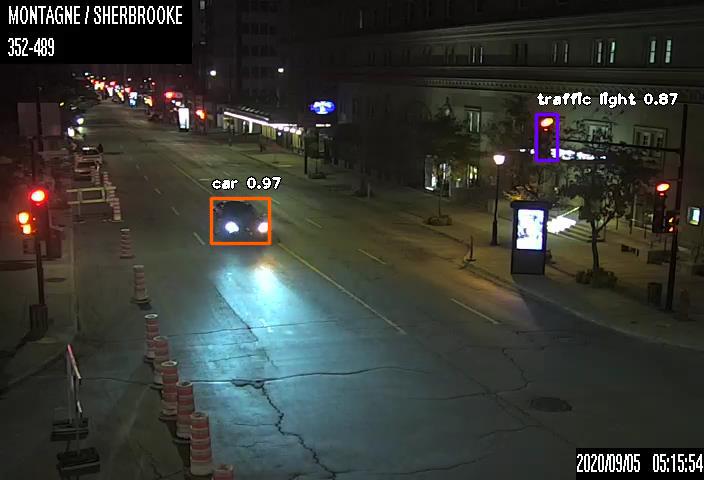 MONTAGNE / SHERBROOKE
352-489
traffic light 0.87
car 0.97
2020/09/05 05:15:54